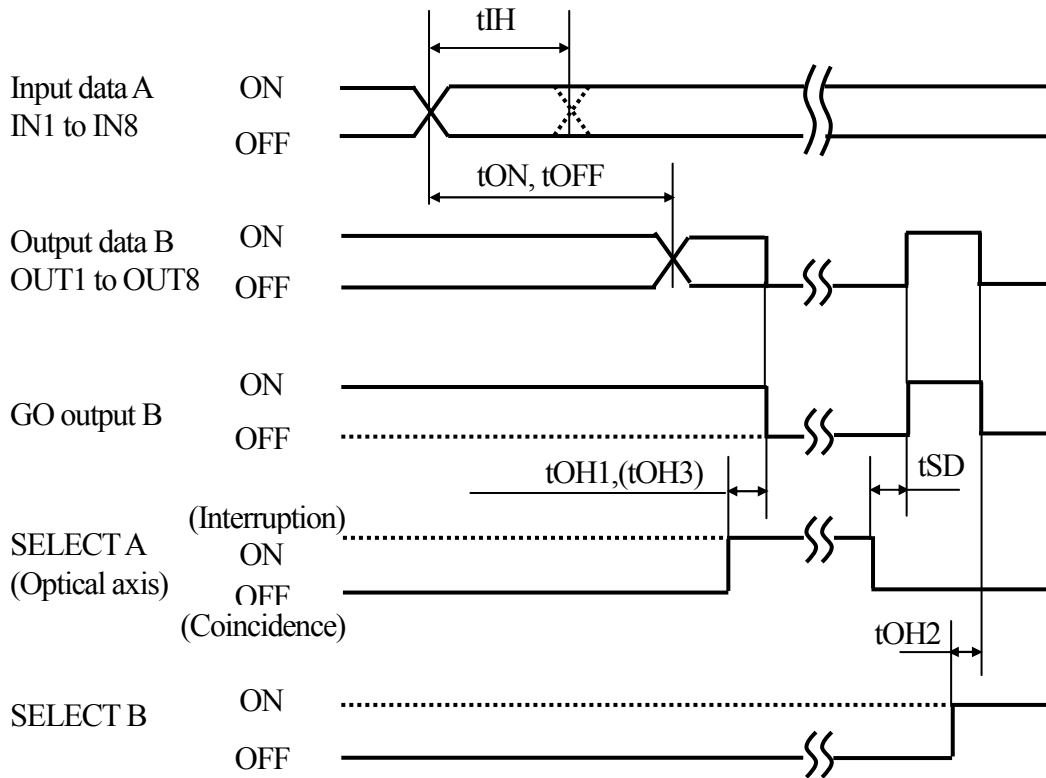 tIH
Input data A
IN1 to IN8
ON
OFF
tON, tOFF
Output data B
OUT1 to OUT8
ON
OFF
GO output B
ON
OFF
tOH1,(tOH3)
tSD
SELECT A
(Optical axis)
(Interruption)
ON
OFF
(Coincidence)
tOH2
SELECT B
ON
OFF